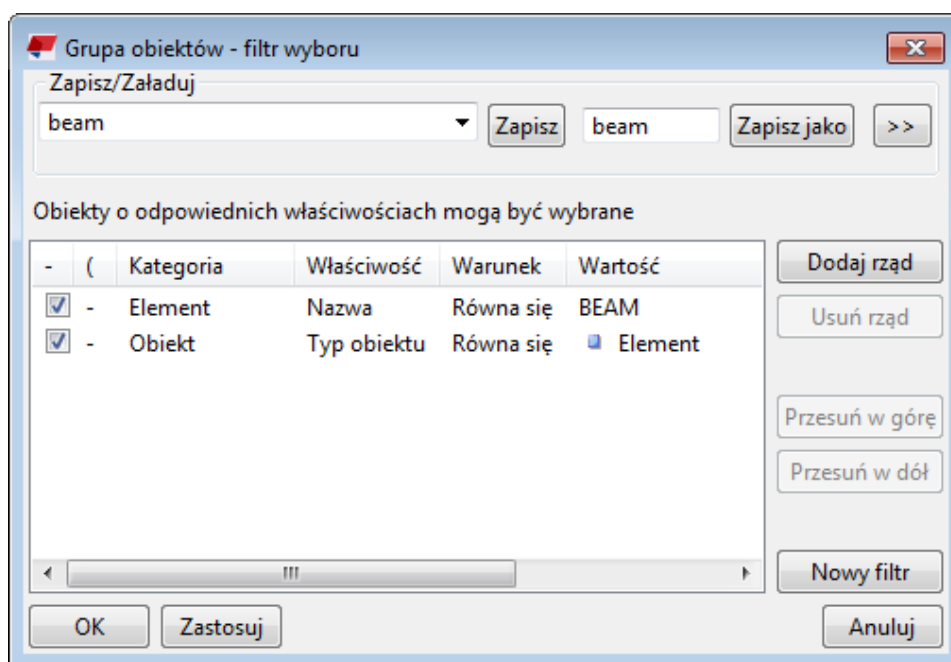 Grupa obiektów - filtr wyboru
Zapisz/Załaduj
beam Zapisz beam Zapisz jako >>
Obiekty o odpowiednich właściwościach mogą być wybrane
- ( Kategoria Właściwość Warunek Wartość
- Element Nazwa Równa się BEAM
- Obiekt Typ obiektu Równa się Element
Dodaj rząd
Usuń rząd
Przesuń w górę
Przesuń w dół
Nowy filtr
OK Zastosuj Anuluj